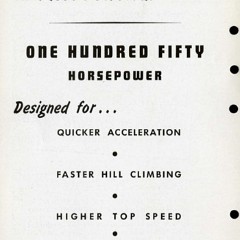 ONE HUNDRED FIFTY
HORSEPOWER
Designed for...
QUICKER ACCELERATION
FASTER HILL CLIMBING
HIGHER TOP SPEED